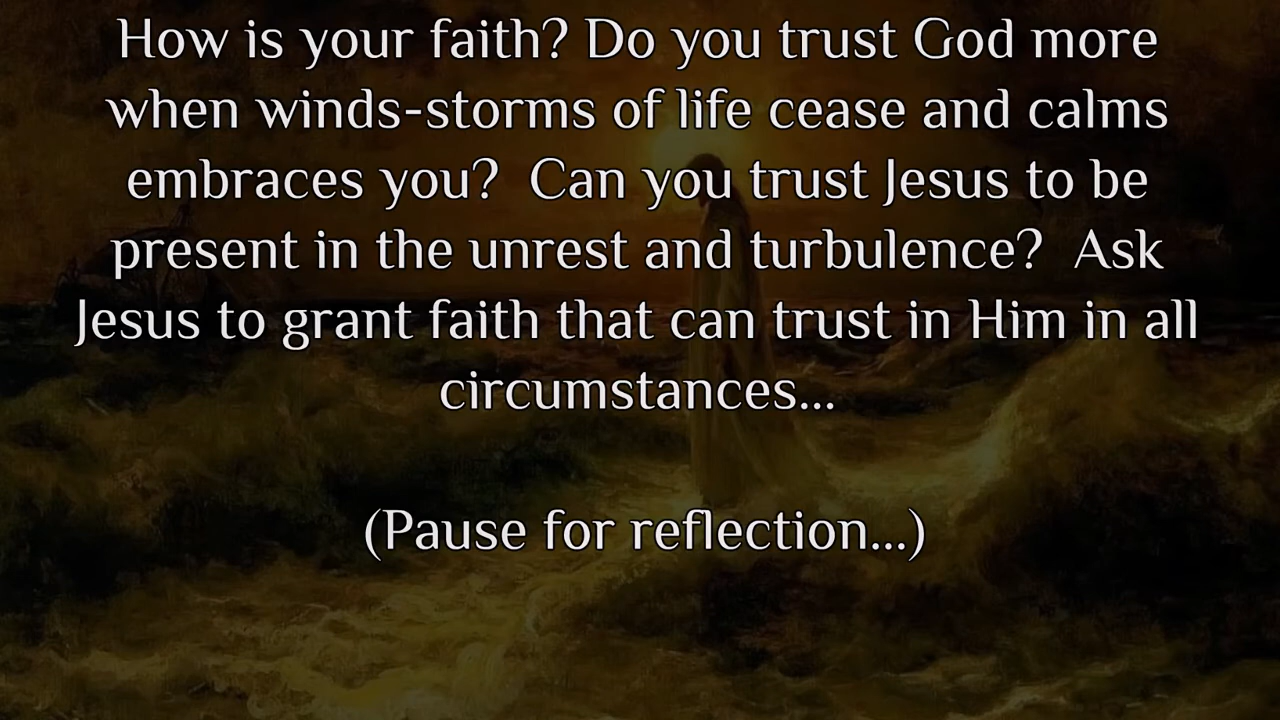 How is your faith? Do you trust God more
when winds-storms of life cease and calms
embraces you?  Can you trust Jesus to be
present in the unrest and turbulence?  Ask
Jesus to grant faith that can trust in Him in all
circumstances...
(Pause for reflection...)